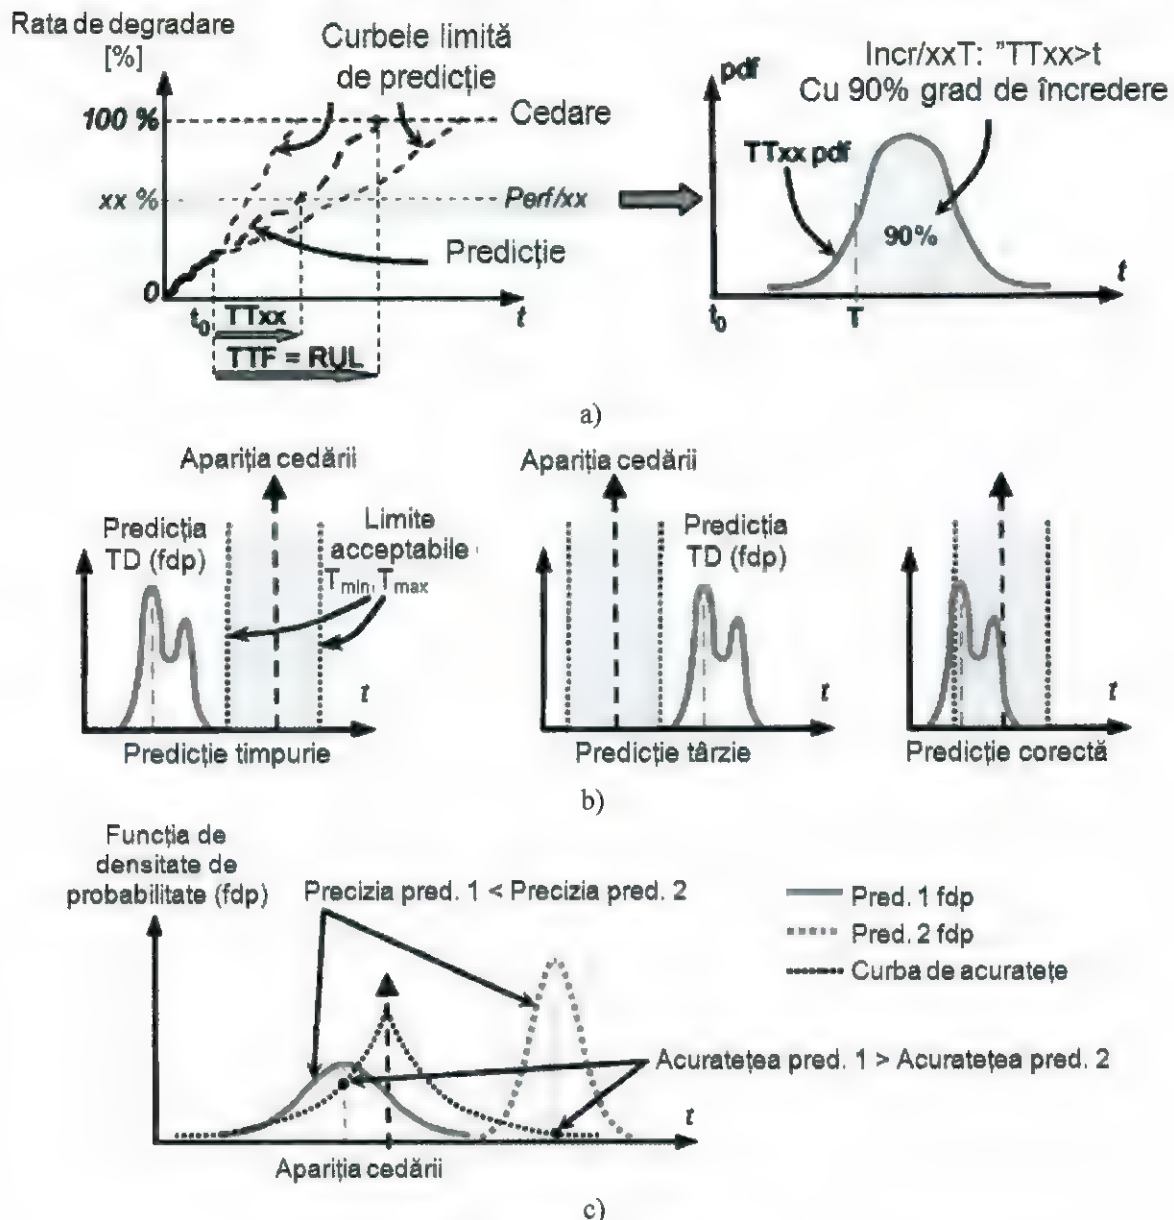 Rata de degradare
[%]
Curbele limită
de predicție
100 %
Cedare
xx %
Perf/xx
Predicție
0
t₀
TTxx
t
TTF = RUL
pdf
Incr/xxT: "TTxx>t
Cu 90% grad de încredere
TTxx pdf
90%
t
t₀
T
a)
Apariția cedării
Predicția
TD (fdp)
Limite
acceptabile
Tmin, Tmax
t
Predicție timpurie
Apariția cedării
Predicția
TD (fdp)
t
Predicție târzie
t
Predicție corectă
b)
Funcția de
densitate de
probabilitate (fdp)
Precizia pred. 1 < Precizia pred. 2
Pred. 1 fdp
Pred. 2 fdp
Curba de acuratețe
Acuratețea pred. 1 > Acuratețea pred. 2
t
Apariția cedării
c)